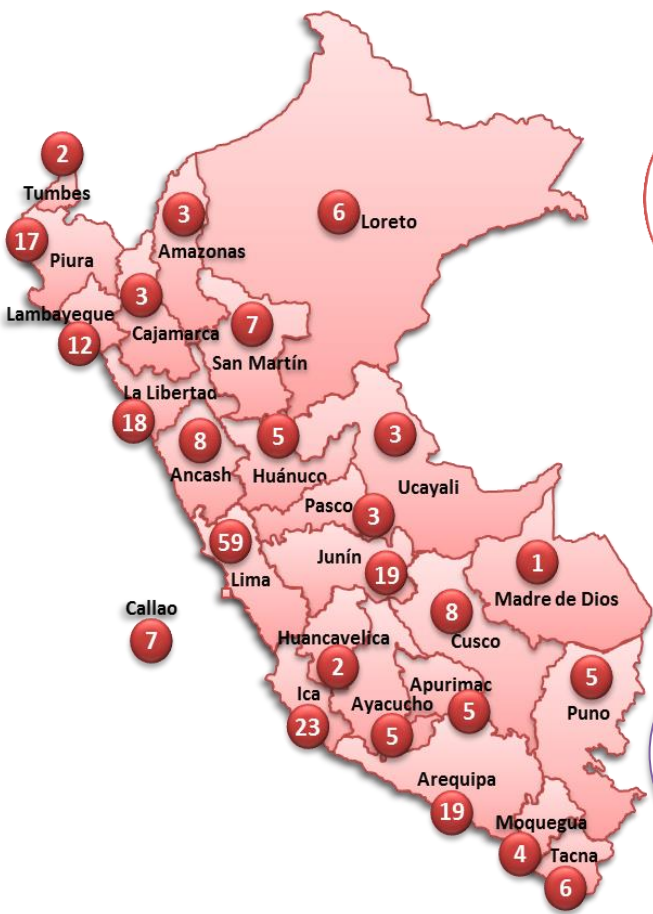 2
Tumbes
17
Piura
3
Amazonas
6
Loreto
Lambayeque
12
3
Cajamarca
7
San Martín
La Libertad
18
8
Ancash
5
Huánuco
3
Ucayali
Pasco
3
59
Lima
Junín
19
1
Madre de Dios
Callao
7
8
Cusco
Huancavelica
2
Ica
23
Ayacucho
5
Apurimac
5
5
Puno
Arequipa
19
Moquegua
4
Tacna
6